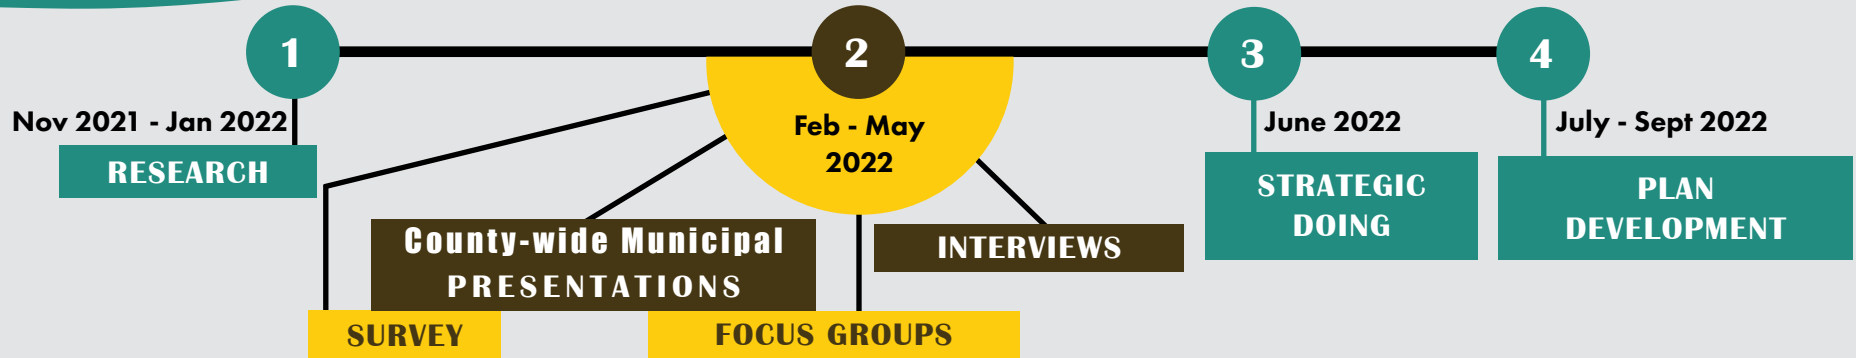 1
2
3
4
Nov 2021 - Jan 2022
RESEARCH
Feb - May
2022
SURVEY
County-wide Municipal
PRESENTATIONS
FOCUS GROUPS
INTERVIEWS
June 2022
STRATEGIC
DOING
July - Sept 2022
PLAN
DEVELOPMENT